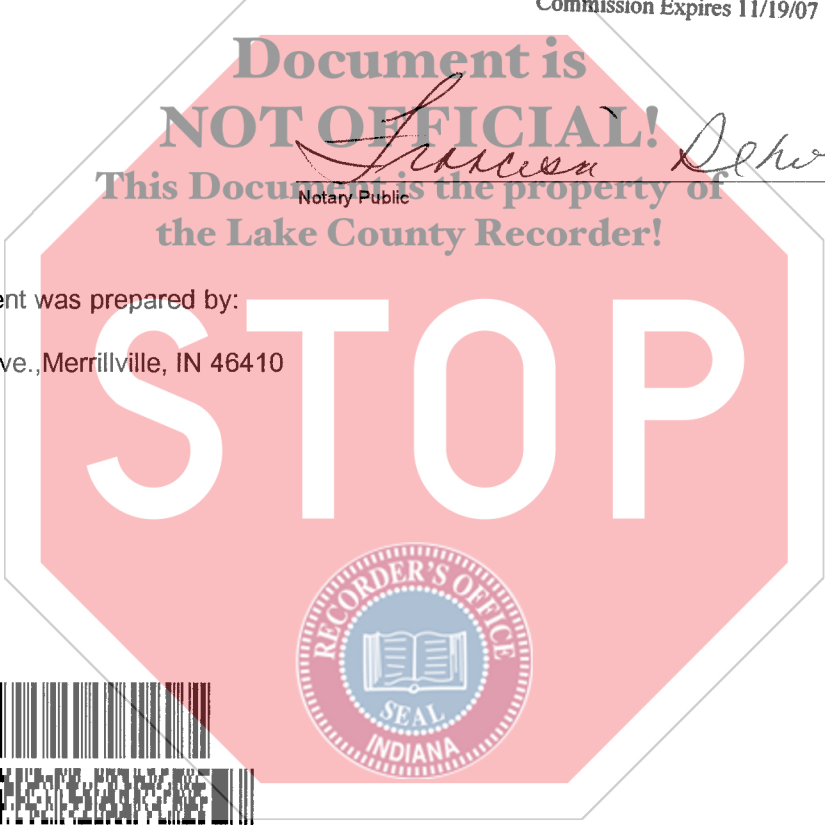 Commission Expires 11/19/07
Document is
NOT OFFICIAL!
This Document is the property of
the Lake County Recorder!
Notary Public
ent was prepared by:
ve.,Merrillville, IN 46410
STOP
RECORDER'S OFFICE
SEAL
INDIANA